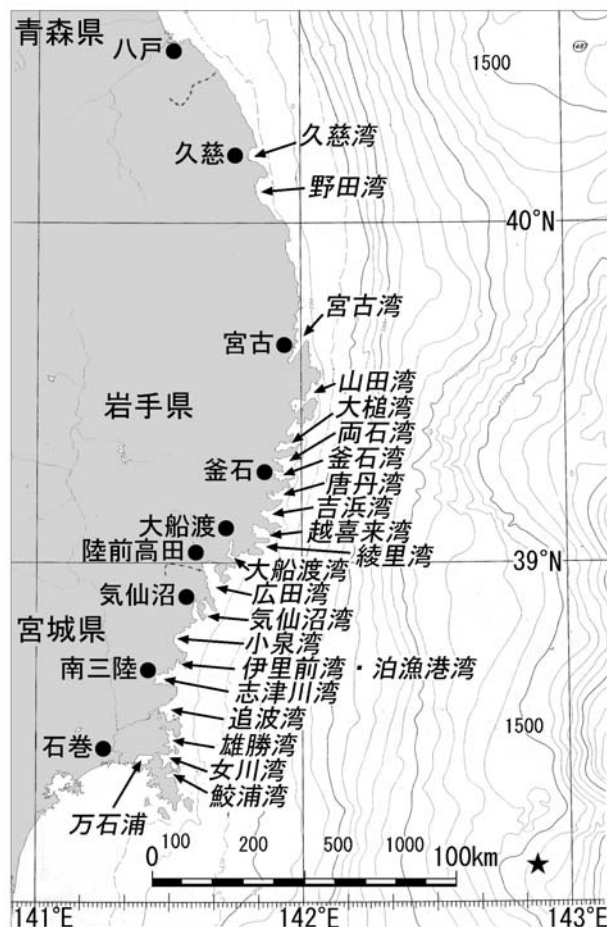 青森県
八戸
1500
久慈湾
久慈
野田湾
40°N
宮古湾
宮古
山田湾
大槌湾
岩手県
両石湾
釜石
釜石湾
唐丹湾
吉浜湾
大船渡
越喜来湾
陸前高田
綾里湾
39°N
大船渡湾
気仙沼
広田湾
気仙沼湾
宮城県
小泉湾
伊里前湾・泊漁港湾
南三陸
志津川湾
追波湾
1500
石巻
雄勝湾
女川湾
鮫浦湾
万石浦
100 200 500 1000
0 100km
141°E 142°E 143°E